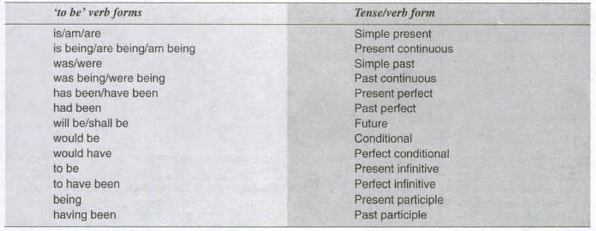 'to be' verb forms Tense/verb form
is/am/are Simple present
is being/are being/am being Present continuous
was/were Simple past
was being/were being Past continuous
has been/have been Present perfect
had been Past perfect
will be/shall be Future
would be Conditional
would have Perfect conditional
to be Present infinitive
to have been Perfect infinitive
being Present participle
having been Past participle